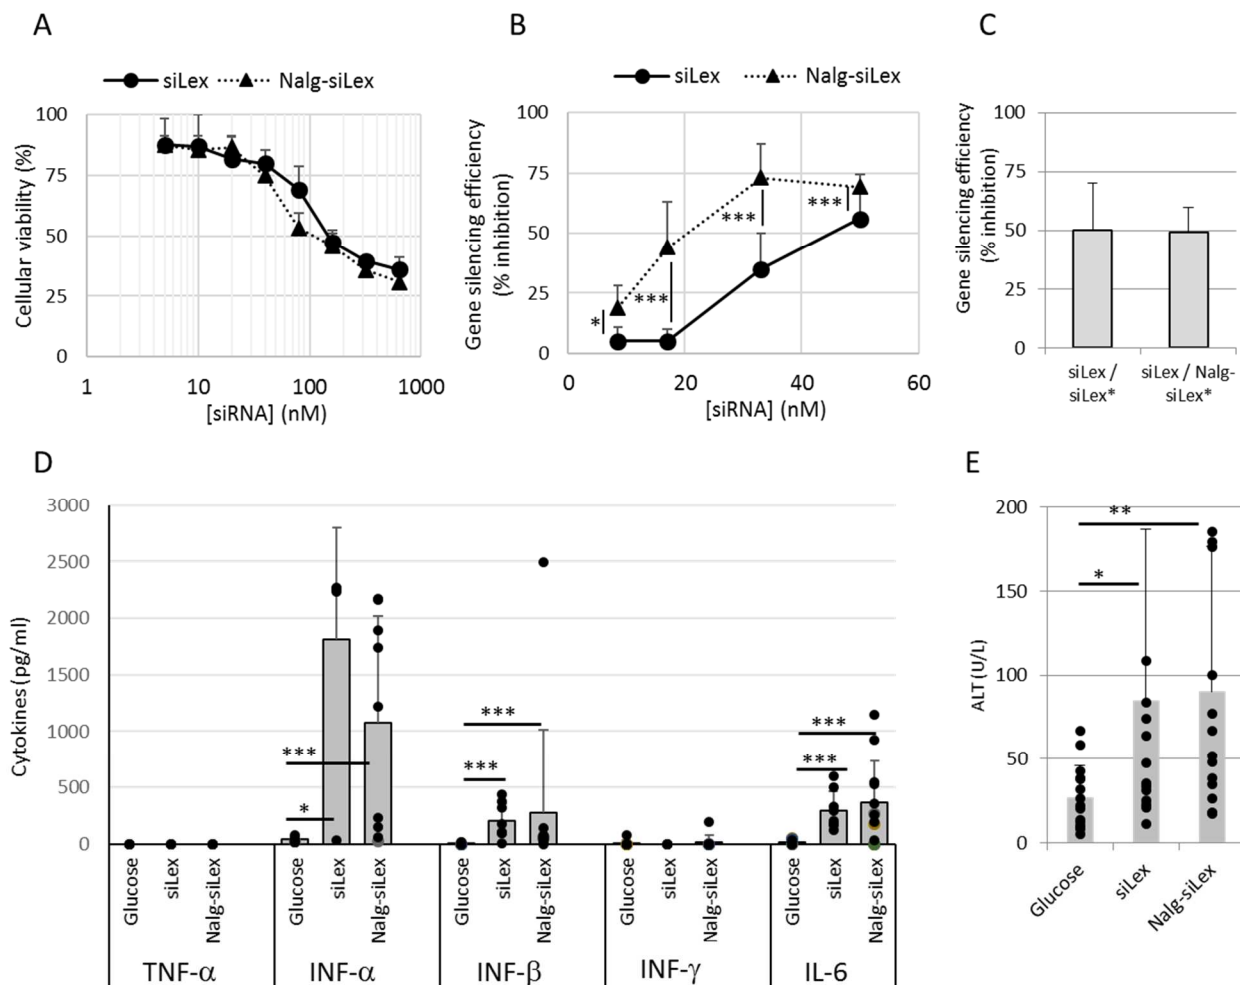 A
B
C
siLex
Nalg-siLex
siLex
Nalg-siLex
Cellular viability (%)
100
75
50
25
0
1
10
100
1000
[siRNA] (nM)
Gene silencing efficiency
(% inhibition)
100
75
50
25
0
*
***
***
***
0
20
40
60
[siRNA] (nM)
Gene silencing efficiency
(% inhibition)
100
75
50
25
0
siLex /
siLex*
siLex / Nalg-
siLex*
D
E
Cytokines (pg/ml)
3000
2500
2000
1500
1000
500
0
***
*
***
***
***
***
Glucose
siLex
Nalg-siLex
Glucose
siLex
Nalg-siLex
Glucose
siLex
Nalg-siLex
Glucose
siLex
Nalg-siLex
Glucose
siLex
Nalg-siLex
TNF-α
INF-α
INF-β
INF-γ
IL-6
ALT (U/L)
200
150
100
50
0
**
*
Glucose
siLex
Nalg-siLex